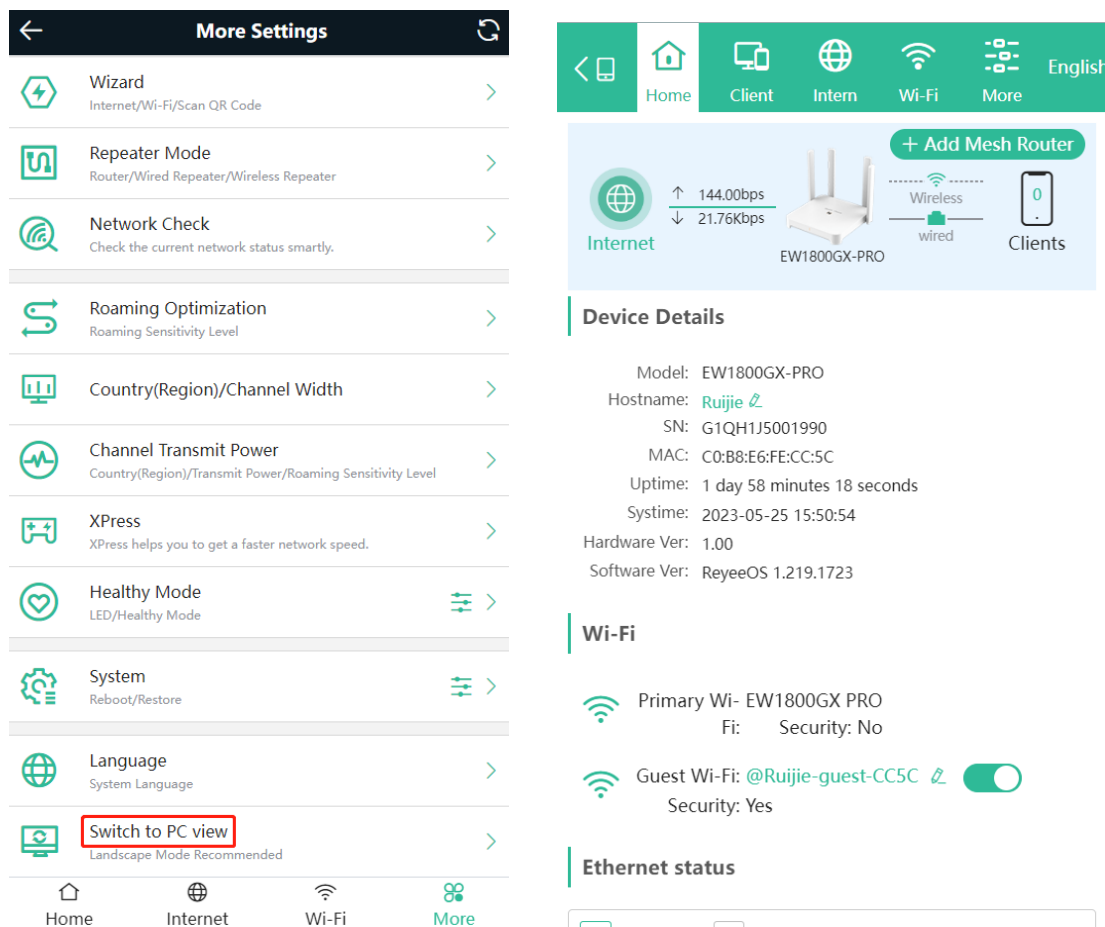 More Settings
Wizard
Internet/Wi-Fi/Scan QR Code
Repeater Mode
Router/Wired Repeater/Wireless Repeater
Network Check
Check the current network status smartly.
Roaming Optimization
Roaming Sensitivity Level
Country(Region)/Channel Width
Channel Transmit Power
Country(Region)/Transmit Power/Roaming Sensitivity Level
XPress
XPress helps you to get a faster network speed.
Healthy Mode
LED/Healthy Mode
System
Reboot/Restore
Language
System Language
Switch to PC view
Landscape Mode Recommended
Home Internet Wi-Fi More
Home Client Intern Wi-Fi More English
+ Add Mesh Router
144.00bps
21.76Kbps
Internet
EW1800GX-PRO
Wireless
wired
0
Clients
Device Details
Model: EW1800GX-PRO
Hostname: Ruijie
SN: G1QH1J5001990
MAC: C0:B8:E6:FE:CC:5C
Uptime: 1 day 58 minutes 18 seconds
Systime: 2023-05-25 15:50:54
Hardware Ver: 1.00
Software Ver: ReyeeOS 1.219.1723
Wi-Fi
Primary Wi- EW1800GX PRO
Fi: Security: No
Guest Wi-Fi: @Ruijie-guest-CC5C
Security: Yes
Ethernet status